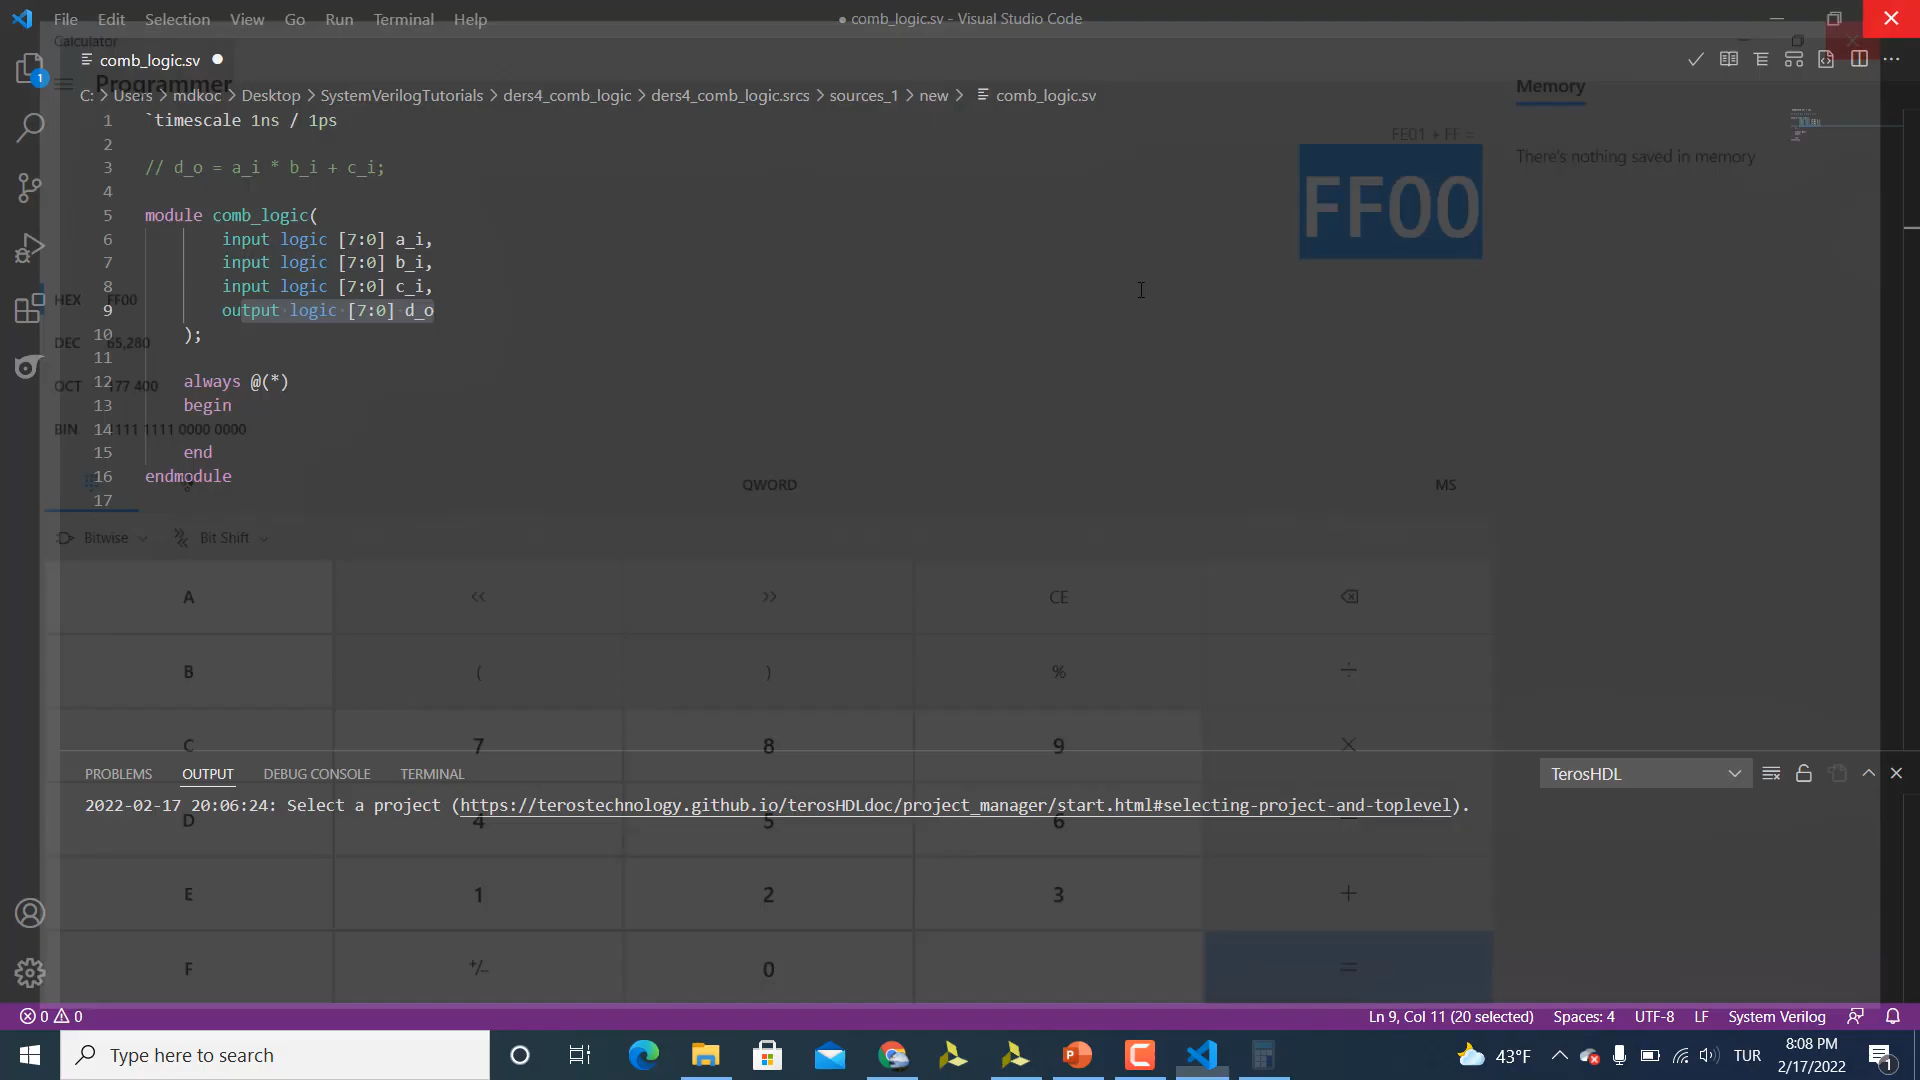 File Edit Selection View Go Run Terminal Help
● comb_logic.sv - Visual Studio Code
Calculator
comb_logic.sv
Programmer
Memory
C: > Users > mdkoc > Desktop > SystemVerilogTutorials > ders4_comb_logic > ders4_comb_logic.srcs > sources_1 > new > comb_logic.sv
1 `timescale 1ns / 1ps
FE01 + FF =
There's nothing saved in memory
FF00
2
3 // d_o = a_i * b_i + c_i;
4
5 module comb_logic(
6 input logic [7:0] a_i,
7 input logic [7:0] b_i,
8 input logic [7:0] c_i,
9 output logic [7:0] d_o
10 );
11
12 always @(*)
13 begin
14
15 end
16 endmodule
17
HEX FF00
DEC 65,280
OCT 177 400
BIN 1111 1111 0000 0000
QWORD
MS
Bitwise
Bit Shift
A << >> CE
B ( ) % ÷
C 7 8 9 ×
PROBLEMS OUTPUT DEBUG CONSOLE TERMINAL
TerosHDL
2022-02-17 20:06:24: Select a project (https://terostechnology.github.io/terosHDLdoc/project_manager/start.html#selecting-project-and-toplevel).
D 4 5 6 −
E 1 2 3 +
F +/− 0 =
0 0
Ln 9, Col 11 (20 selected) Spaces: 4 UTF-8 LF System Verilog
Type here to search
43°F
TUR
8:08 PM
2/17/2022
1
1